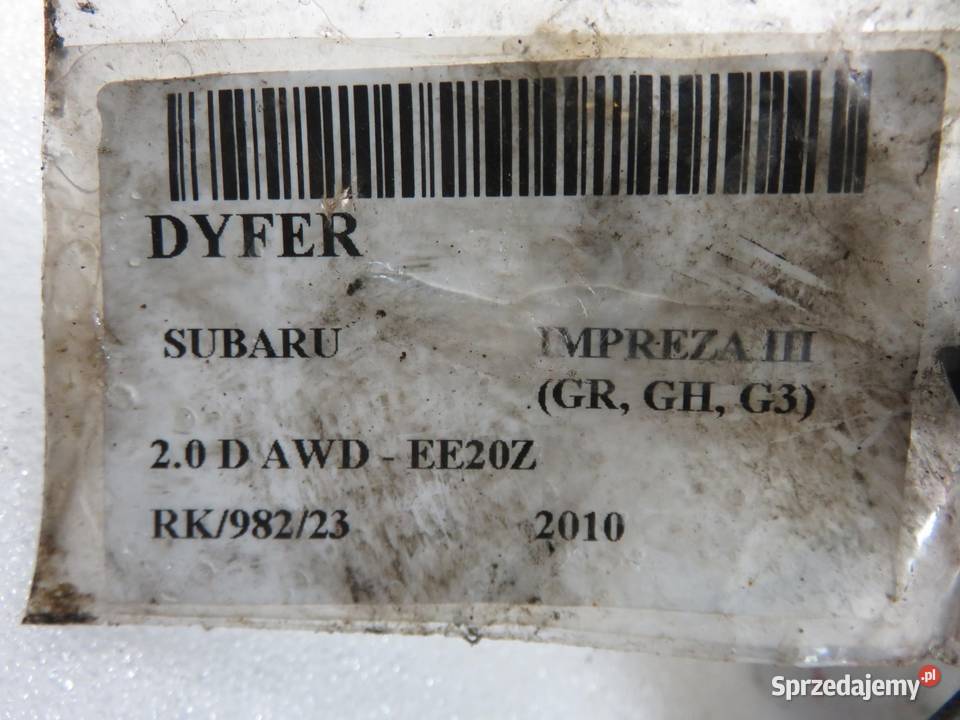 DYFER
SUBARU IMPREZA III
(GR, GH, G3)
2.0 D AWD - EE20Z
RK/982/23 2010
Sprzedajemy.pl